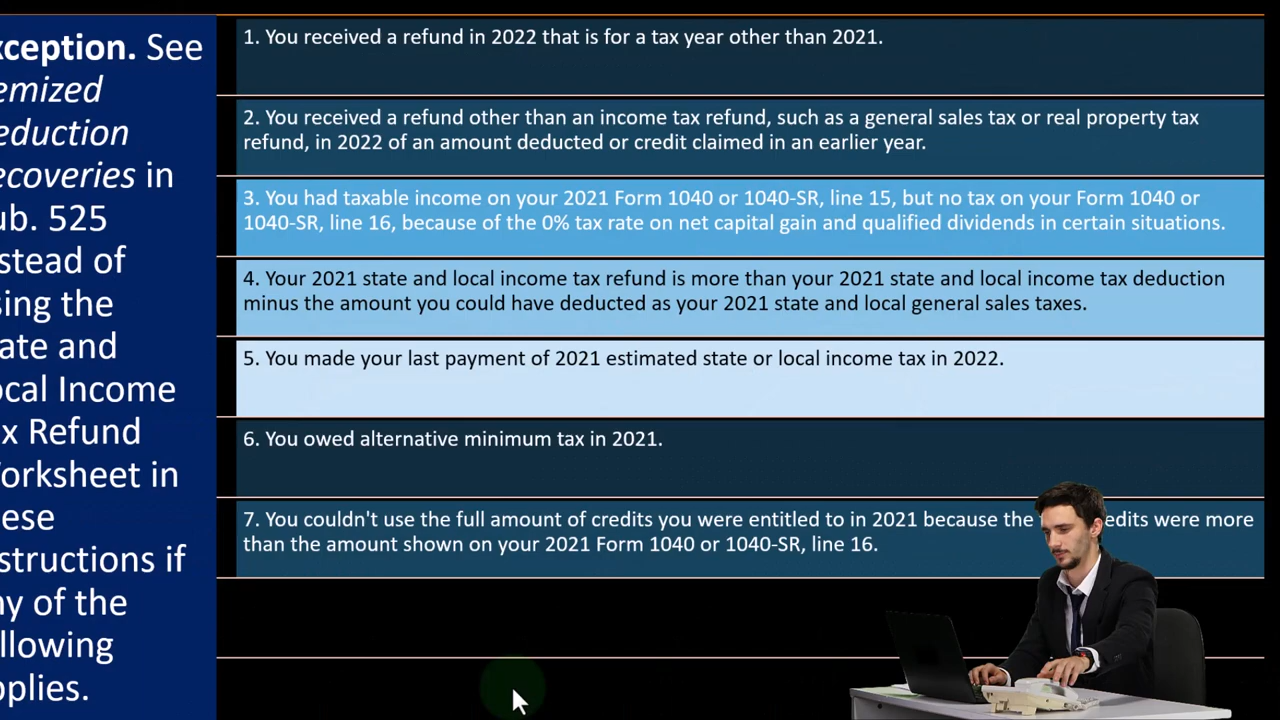 xception. See
emized
eduction
ecoveries in
ub. 525
stead of
sing the
ate and
ocal Income
x Refund
orksheet in
ese
structions if
ny of the
llowing
pplies.
1. You received a refund in 2022 that is for a tax year other than 2021.
2. You received a refund other than an income tax refund, such as a general sales tax or real property tax
refund, in 2022 of an amount deducted or credit claimed in an earlier year.
3. You had taxable income on your 2021 Form 1040 or 1040-SR, line 15, but no tax on your Form 1040 or
1040-SR, line 16, because of the 0% tax rate on net capital gain and qualified dividends in certain situations.
4. Your 2021 state and local income tax refund is more than your 2021 state and local income tax deduction
minus the amount you could have deducted as your 2021 state and local general sales taxes.
5. You made your last payment of 2021 estimated state or local income tax in 2022.
6. You owed alternative minimum tax in 2021.
7. You couldn't use the full amount of credits you were entitled to in 2021 because the edits were more
than the amount shown on your 2021 Form 1040 or 1040-SR, line 16.